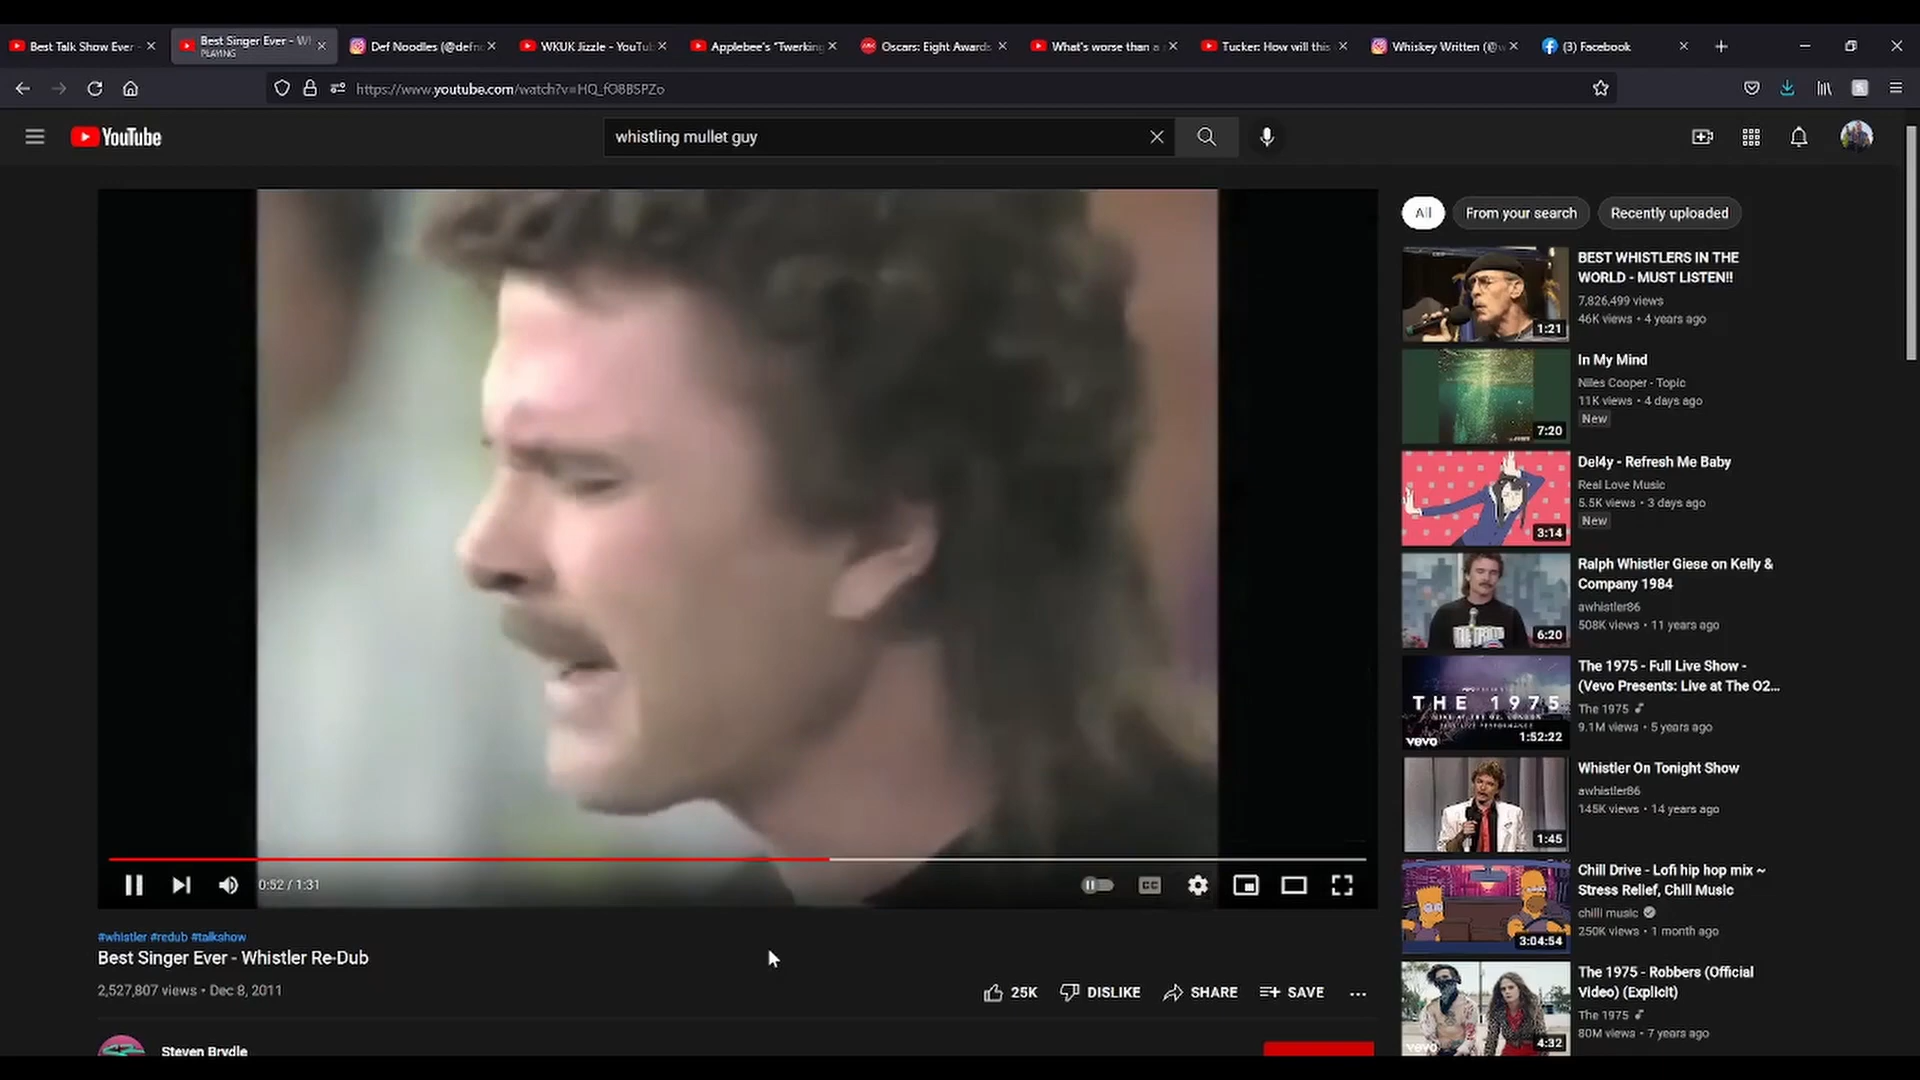 Best Talk Show Ever
Best Singer Ever - W
PLAYING
Def Noodles (@defn
WKUK Jizzle - YouTu
Applebee's "Twerking
Oscars: Eight Awards
What's worse than a
Tucker: How will this
Whiskey Written (@w
(3) Facebook
https://www.youtube.com/watch?v=HQ_fO8BSPZo
YouTube
whistling mullet guy
All
From your search
Recently uploaded
BEST WHISTLERS IN THE
WORLD - MUST LISTEN!!
7,826,499 views
46K views • 4 years ago
1:21
In My Mind
Niles Cooper - Topic
11K views • 4 days ago
New
7:20
Del4y - Refresh Me Baby
Real Love Music
5.5K views • 3 days ago
New
3:14
Ralph Whistler Giese on Kelly &
Company 1984
awhistler86
508K views • 11 years ago
6:20
The 1975 - Full Live Show -
(Vevo Presents: Live at The O2...
The 1975
9.1M views • 5 years ago
THE 1975
vevo
1:52:22
Whistler On Tonight Show
awhistler86
145K views • 14 years ago
1:45
Chill Drive - Lofi hip hop mix ~
Stress Relief, Chill Music
chilli music
250K views • 1 month ago
3:04:54
The 1975 - Robbers (Official
Video) (Explicit)
The 1975
80M views • 7 years ago
vevo
4:32
0:52 / 1:31
CC
#whistler #redub #talkshow
Best Singer Ever - Whistler Re-Dub
2,527,807 views • Dec 8, 2011
25K
DISLIKE
SHARE
SAVE
Steven Brydle